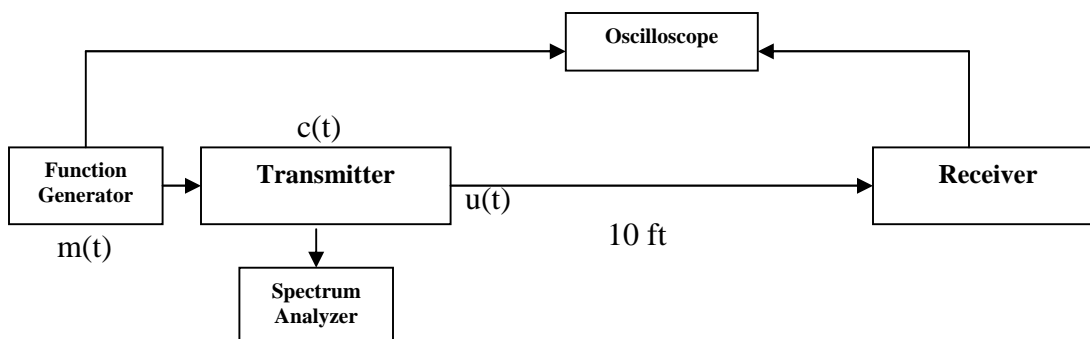 Oscilloscope
c(t)
Function
Generator
Transmitter
Receiver
u(t)
m(t)
10 ft
Spectrum
Analyzer